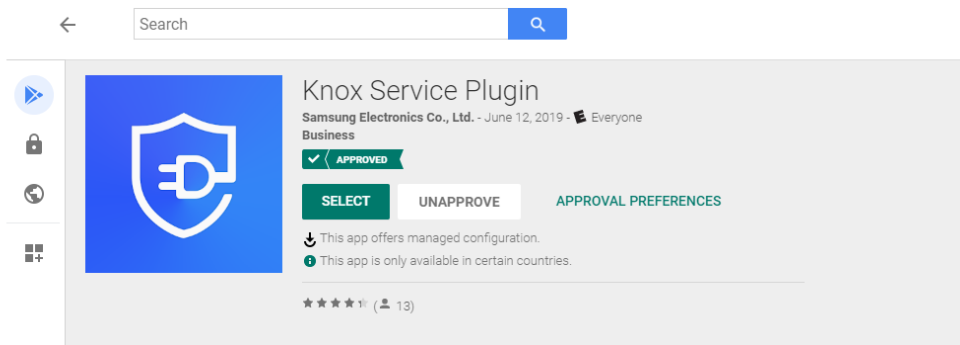 Search
Knox Service Plugin
Samsung Electronics Co., Ltd. - June 12, 2019 - E Everyone
Business
APPROVED
SELECT UNAPPROVE APPROVAL PREFERENCES
This app offers managed configuration.
This app is only available in certain countries.
( 13)